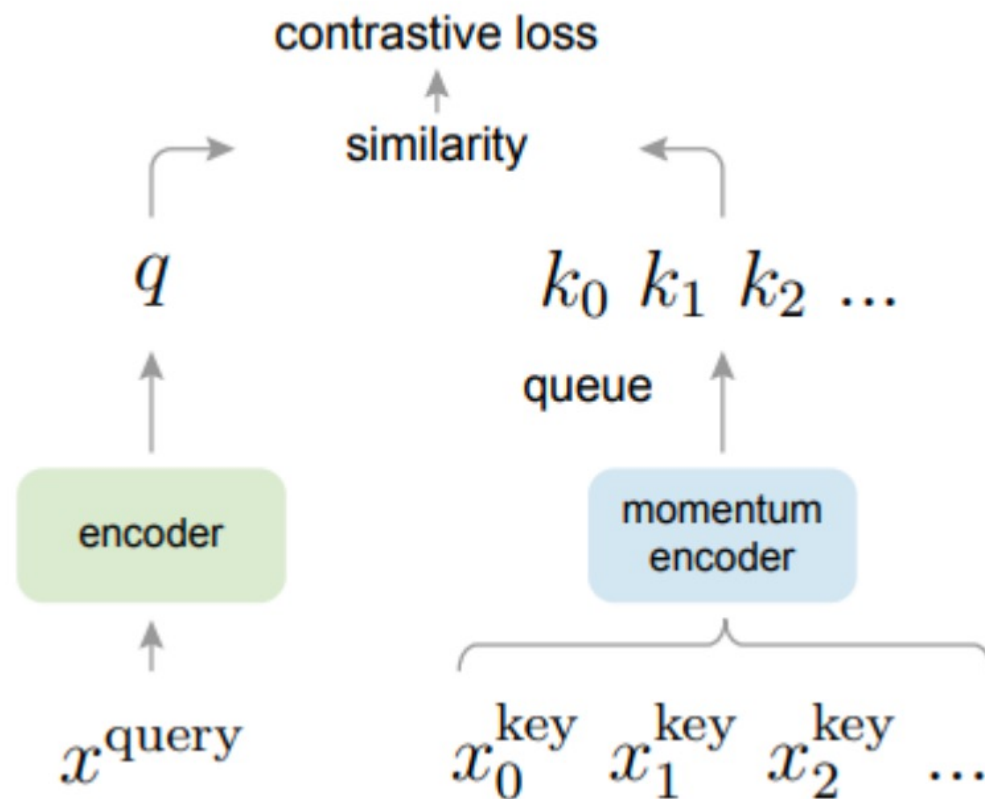 contrastive loss
similarity
q
k₀ k₁ k₂ ...
queue
encoder
momentum
encoder
x^query
x₀^key x₁^key x₂^key ...